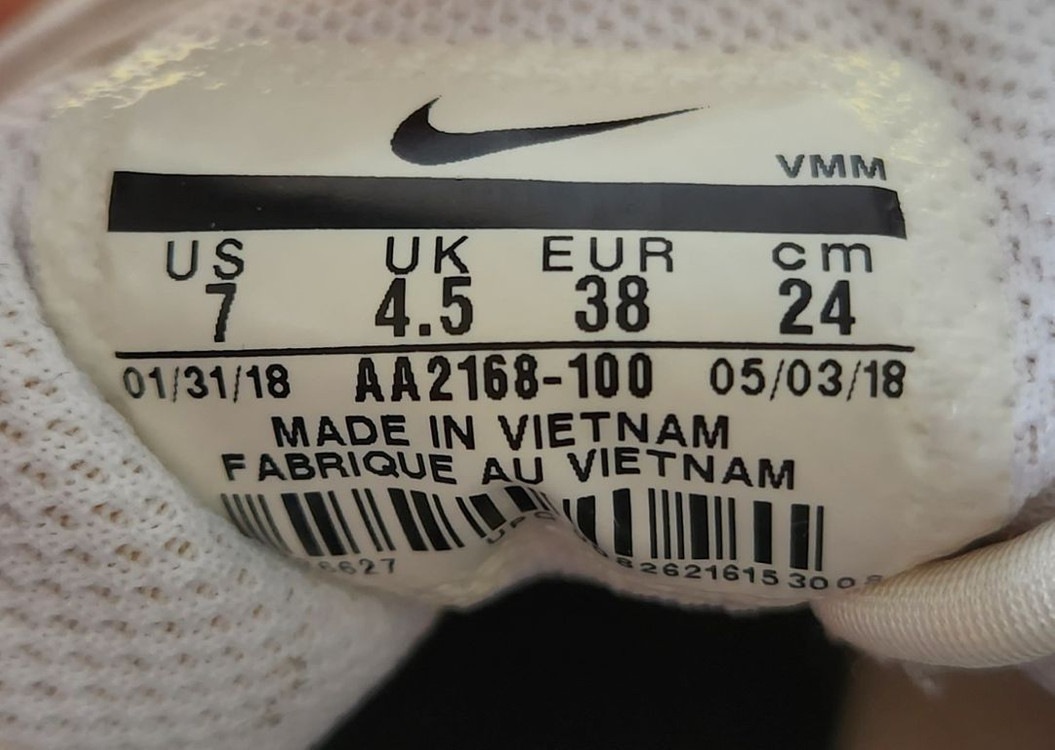 VMM
US UK EUR cm
7 4.5 38 24
01/31/18 AA2168-100 05/03/18
MADE IN VIETNAM
FABRIQUE AU VIETNAM
UPC